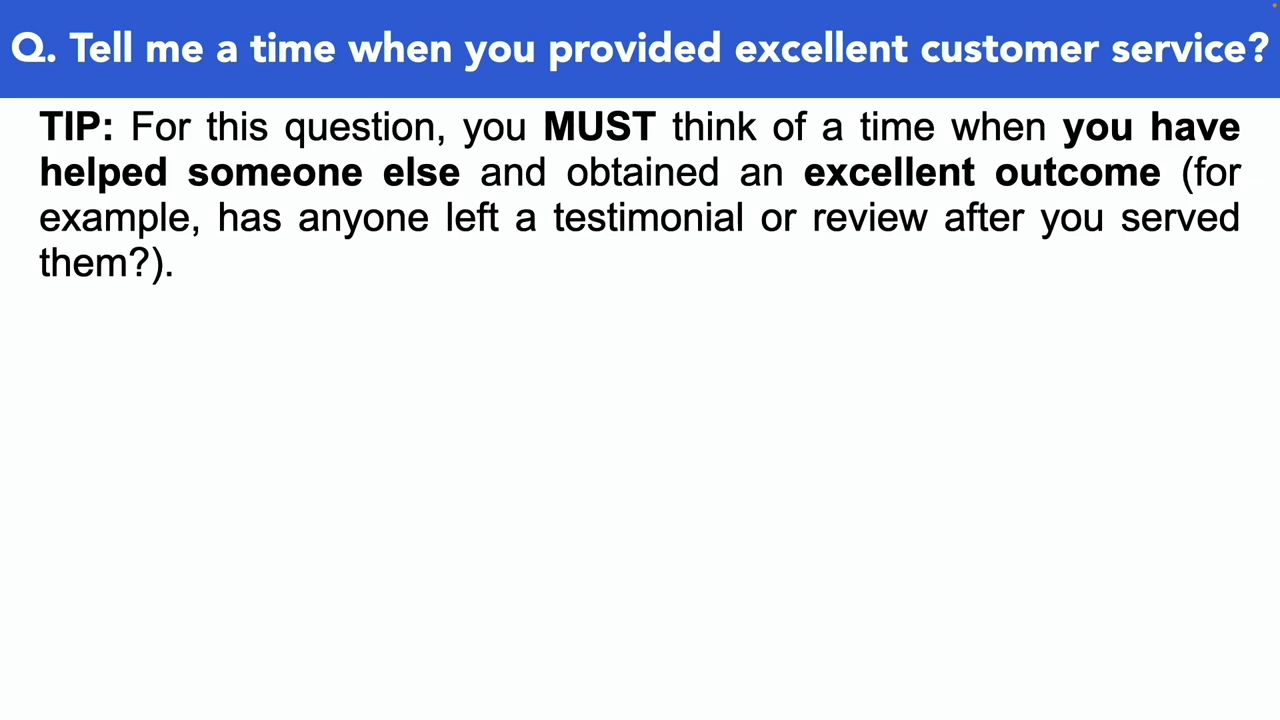 Q. Tell me a time when you provided excellent customer service?
TIP: For this question, you MUST think of a time when you have
helped someone else and obtained an excellent outcome (for
example, has anyone left a testimonial or review after you served
them?).